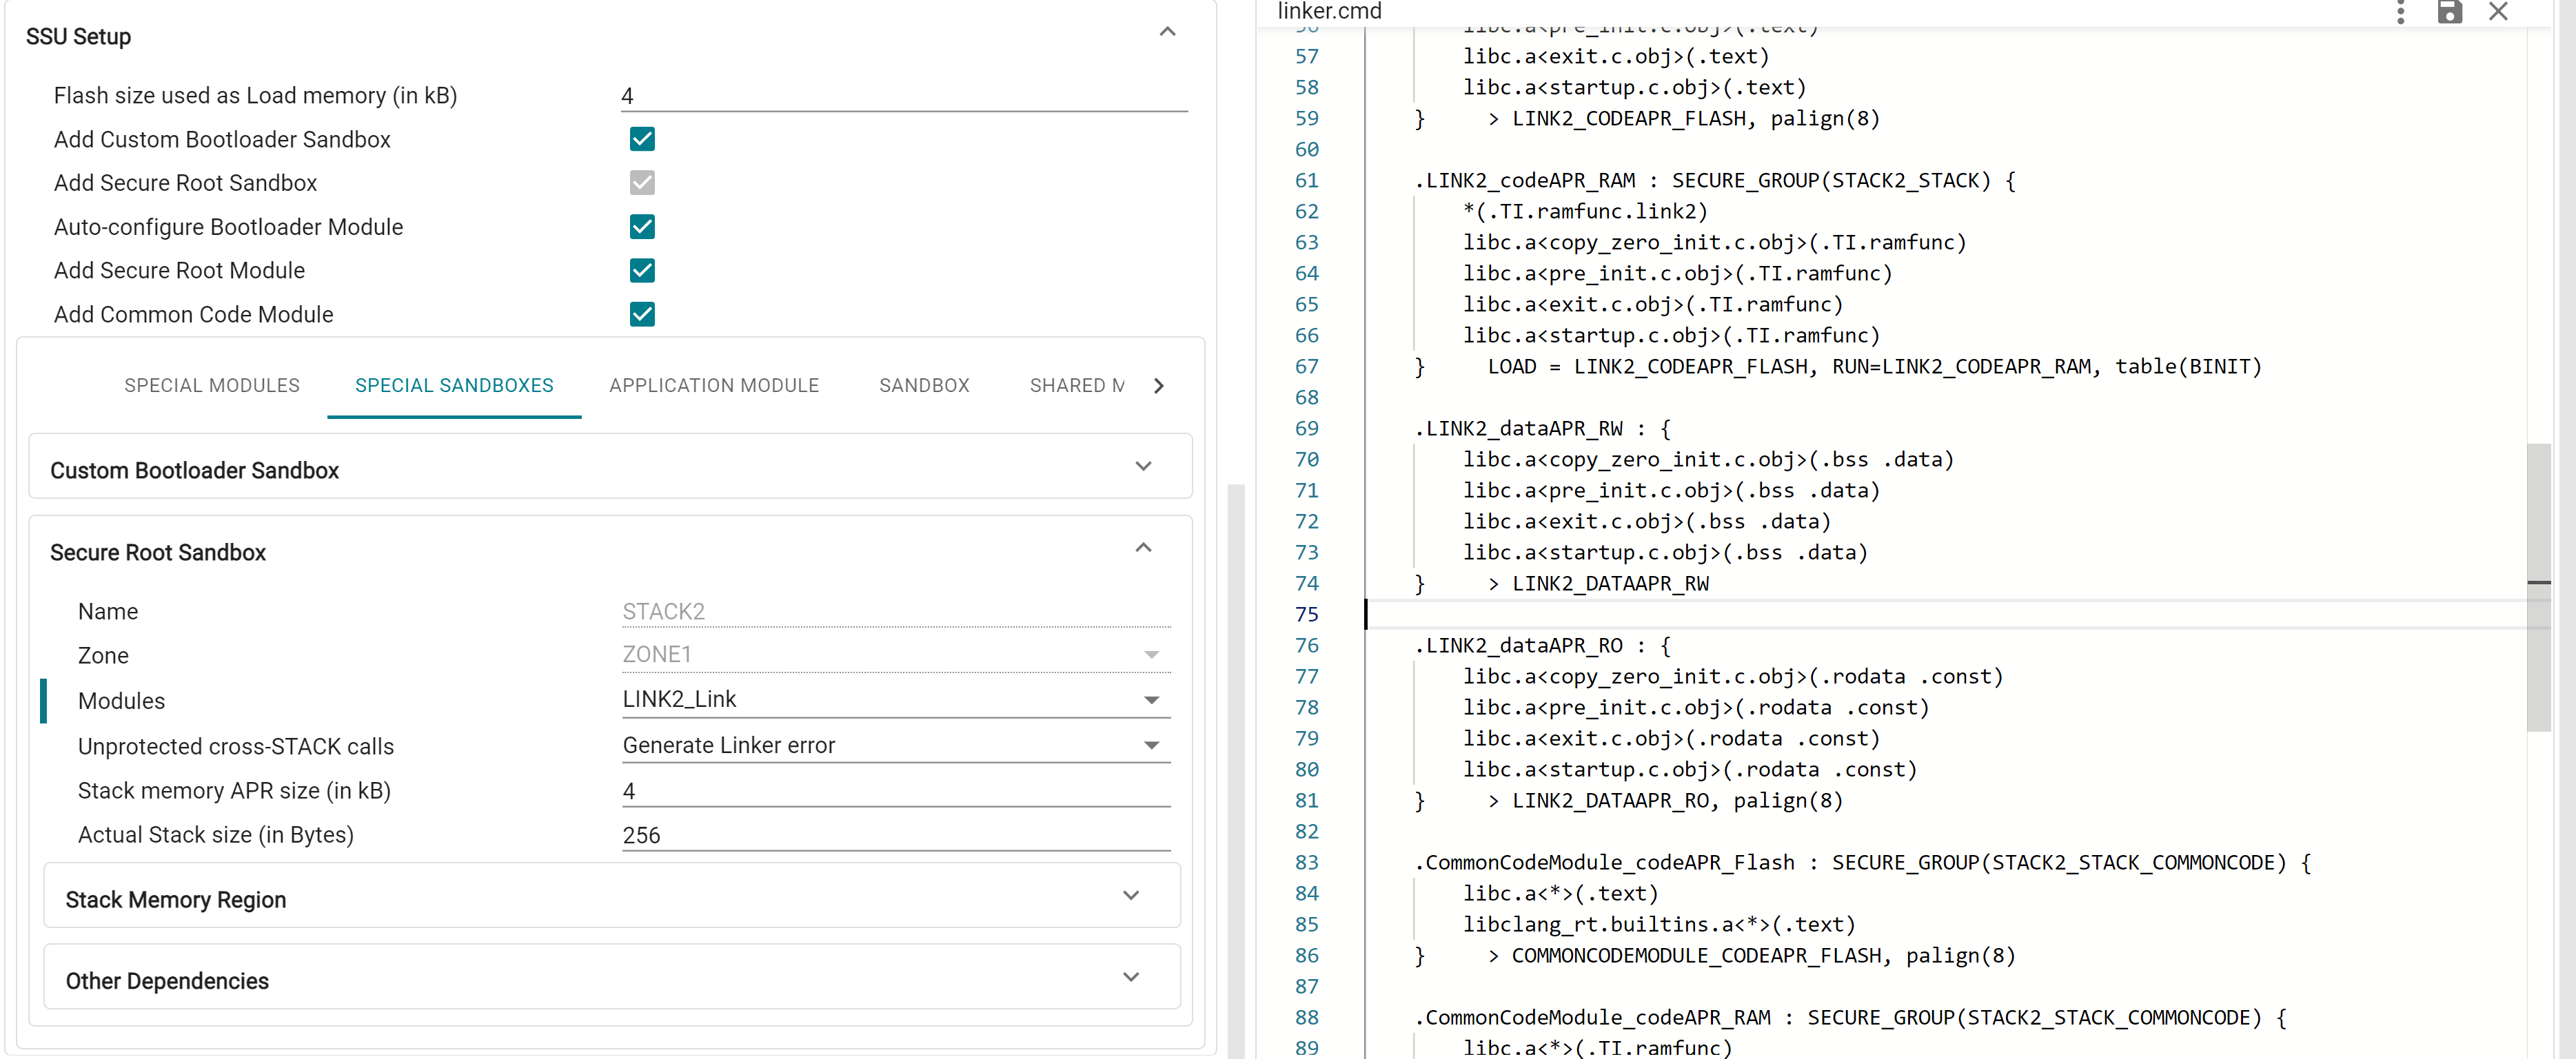 SSU Setup
Flash size used as Load memory (in kB)
4
Add Custom Bootloader Sandbox
Add Secure Root Sandbox
Auto-configure Bootloader Module
Add Secure Root Module
Add Common Code Module
SPECIAL MODULES
SPECIAL SANDBOXES
APPLICATION MODULE
SANDBOX
SHARED M
Custom Bootloader Sandbox
Secure Root Sandbox
Name
STACK2
Zone
ZONE1
Modules
LINK2_Link
Unprotected cross-STACK calls
Generate Linker error
Stack memory APR size (in kB)
4
Actual Stack size (in Bytes)
256
Stack Memory Region
Other Dependencies
linker.cmd
56 libc.a<pre_init.c.obj>(.text)
57 libc.a<exit.c.obj>(.text)
58 libc.a<startup.c.obj>(.text)
59 } > LINK2_CODEAPR_FLASH, palign(8)
60
61 .LINK2_codeAPR_RAM : SECURE_GROUP(STACK2_STACK) {
62 *(.TI.ramfunc.link2)
63 libc.a<copy_zero_init.c.obj>(.TI.ramfunc)
64 libc.a<pre_init.c.obj>(.TI.ramfunc)
65 libc.a<exit.c.obj>(.TI.ramfunc)
66 libc.a<startup.c.obj>(.TI.ramfunc)
67 } LOAD = LINK2_CODEAPR_FLASH, RUN=LINK2_CODEAPR_RAM, table(BINIT)
68
69 .LINK2_dataAPR_RW : {
70 libc.a<copy_zero_init.c.obj>(.bss .data)
71 libc.a<pre_init.c.obj>(.bss .data)
72 libc.a<exit.c.obj>(.bss .data)
73 libc.a<startup.c.obj>(.bss .data)
74 } > LINK2_DATAAPR_RW
75
76 .LINK2_dataAPR_RO : {
77 libc.a<copy_zero_init.c.obj>(.rodata .const)
78 libc.a<pre_init.c.obj>(.rodata .const)
79 libc.a<exit.c.obj>(.rodata .const)
80 libc.a<startup.c.obj>(.rodata .const)
81 } > LINK2_DATAAPR_RO, palign(8)
82
83 .CommonCodeModule_codeAPR_Flash : SECURE_GROUP(STACK2_STACK_COMMONCODE) {
84 libc.a<*>(.text)
85 libclang_rt.builtins.a<*>(.text)
86 } > COMMONCODEMODULE_CODEAPR_FLASH, palign(8)
87
88 .CommonCodeModule_codeAPR_RAM : SECURE_GROUP(STACK2_STACK_COMMONCODE) {
89 libc.a<*>(.TI.ramfunc)